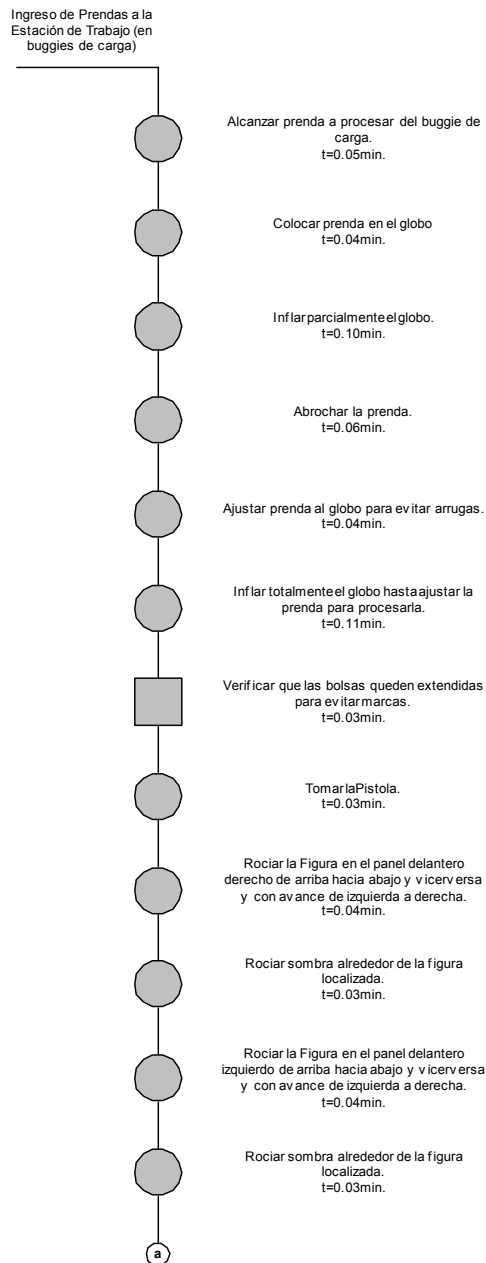 Ingreso de Prendas a la
Estación de Trabajo (en
buggies de carga)
Alcanzar prenda a procesar del buggie de
carga.
t=0.05min.
Colocar prenda en el globo
t=0.04min.
Inflar parcialmente el globo.
t=0.10min.
Abrochar la prenda.
t=0.06min.
Ajustar prenda al globo para evitar arrugas.
t=0.04min.
Inflar totalmente el globo hasta ajustar la
prenda para procesarla.
t=0.11min.
Verificar que las bolsas queden extendidas
para evitar marcas.
t=0.03min.
Tomar la Pistola.
t=0.03min.
Rociar la Figura en el panel delantero
derecho de arriba hacia abajo y vicerversa
y con avance de izquierda a derecha.
t=0.04min.
Rociar sombra alrededor de la figura
localizada.
t=0.03min.
Rociar la Figura en el panel delantero
izquierdo de arriba hacia abajo y vicerversa
y con avance de izquierda a derecha.
t=0.04min.
Rociar sombra alrededor de la figura
localizada.
t=0.03min.
a